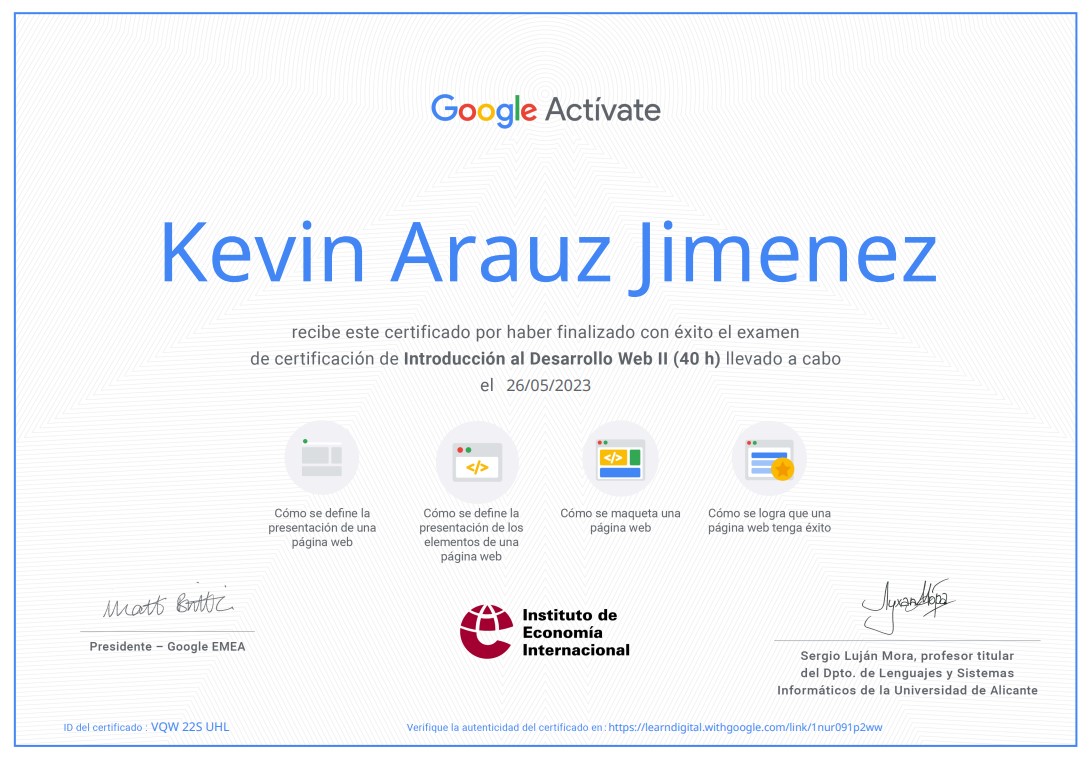 Google Actívate
Kevin Arauz Jimenez
recibe este certificado por haber finalizado con éxito el examen
de certificación de Introducción al Desarrollo Web II (40 h) llevado a cabo
el 26/05/2023
</>
</>
Cómo se define la
presentación de una
página web
Cómo se define la
presentación de los
elementos de una
página web
Cómo se maqueta una
página web
Cómo se logra que una
página web tenga éxito
Presidente – Google EMEA
Instituto de
Economía
Internacional
Sergio Luján Mora, profesor titular
del Dpto. de Lenguajes y Sistemas
Informáticos de la Universidad de Alicante
ID del certificado : VQW 22S UHL
Verifique la autenticidad del certificado en: https://learndigital.withgoogle.com/link/1nur091p2ww